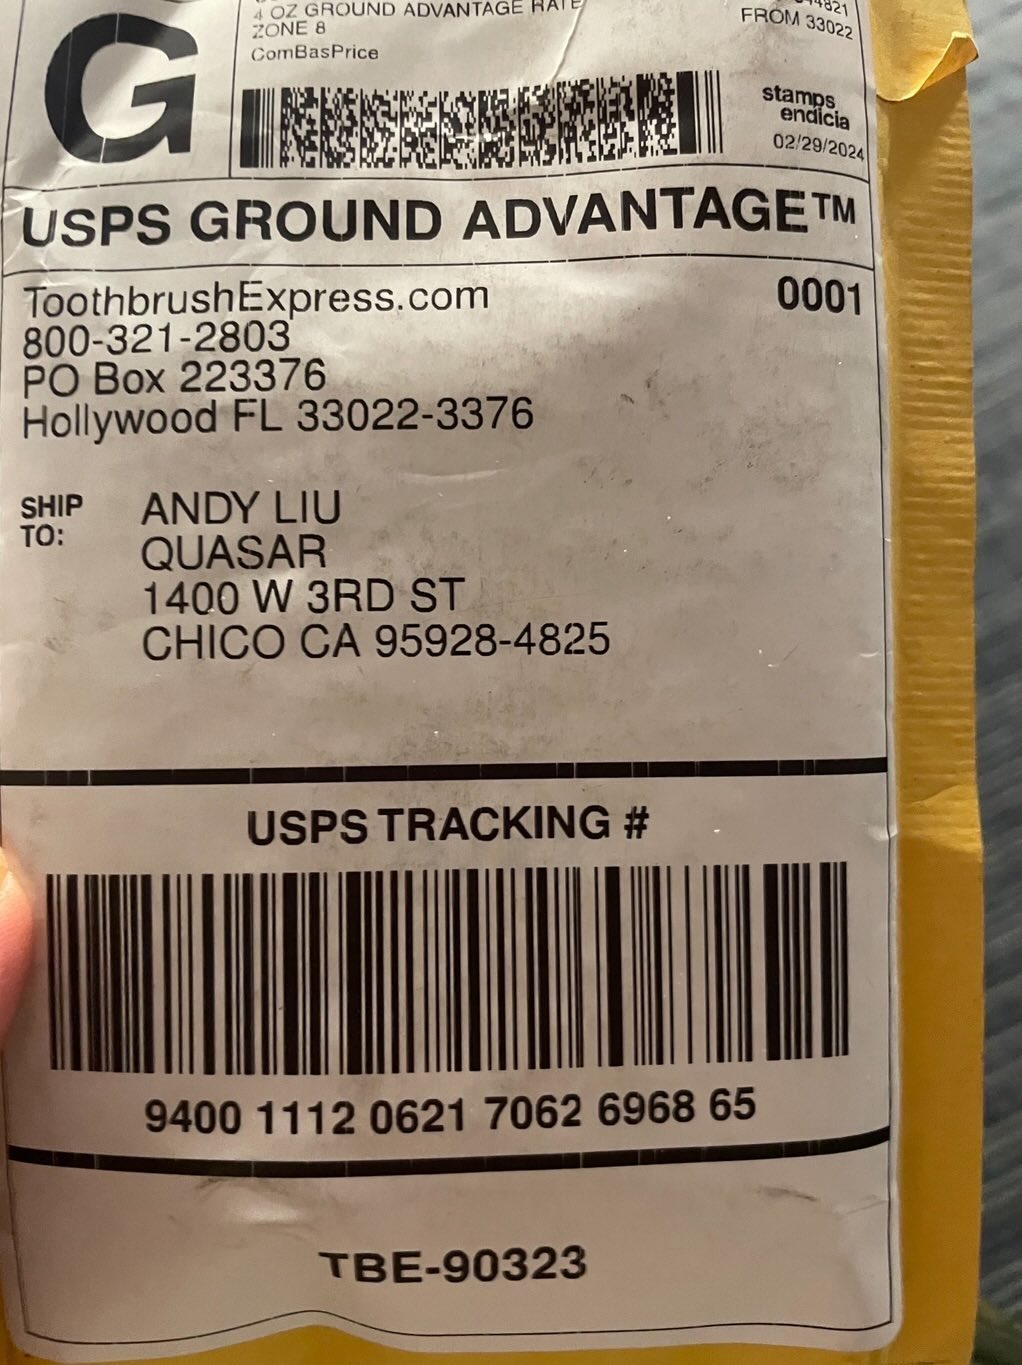 G
4 OZ GROUND ADVANTAGE RATE
ZONE 8
ComBasPrice
FROM 33022
stamps
endicia
02/29/2024
USPS GROUND ADVANTAGE™
ToothbrushExpress.com
0001
800-321-2803
PO Box 223376
Hollywood FL 33022-3376
SHIP TO:
ANDY LIU
QUASAR
1400 W 3RD ST
CHICO CA 95928-4825
USPS TRACKING #
9400 1112 0621 7062 6968 65
TBE-90323